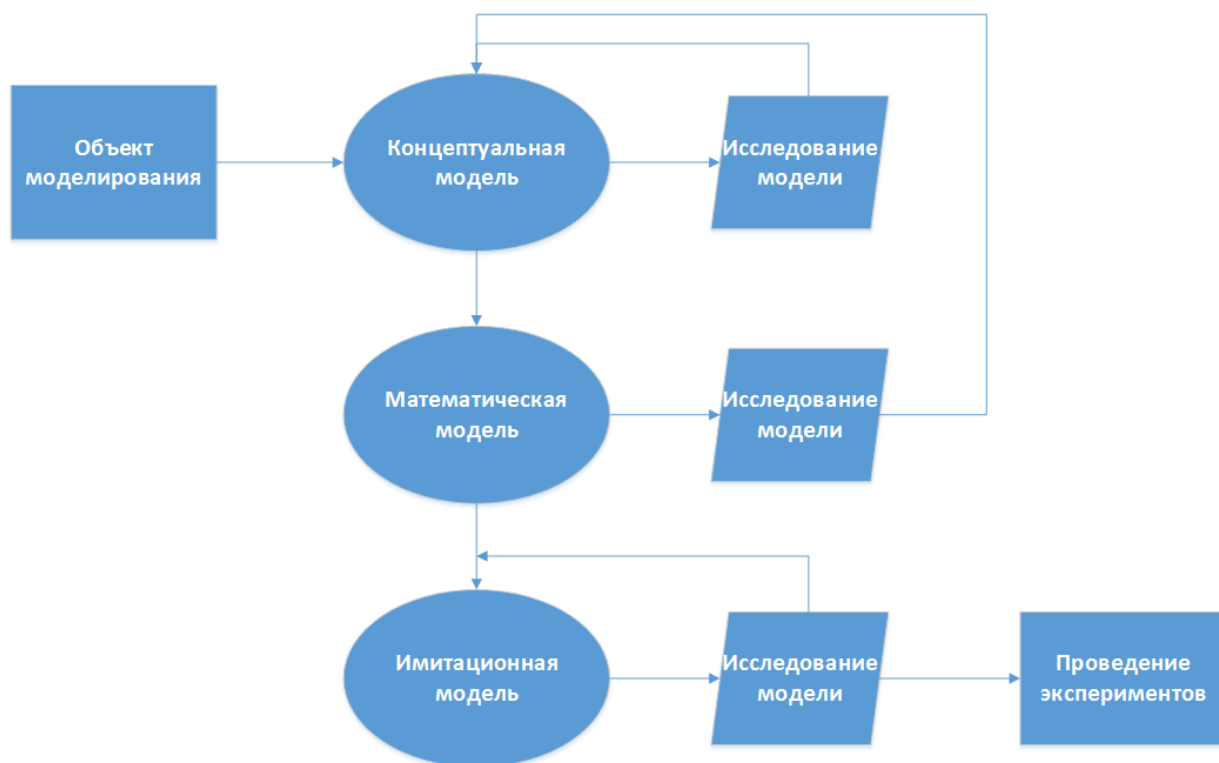 Объект
моделирования
Концептуальная
модель
Исследование
модели
Математическая
модель
Исследование
модели
Имитационная
модель
Исследование
модели
Проведение
экспериментов